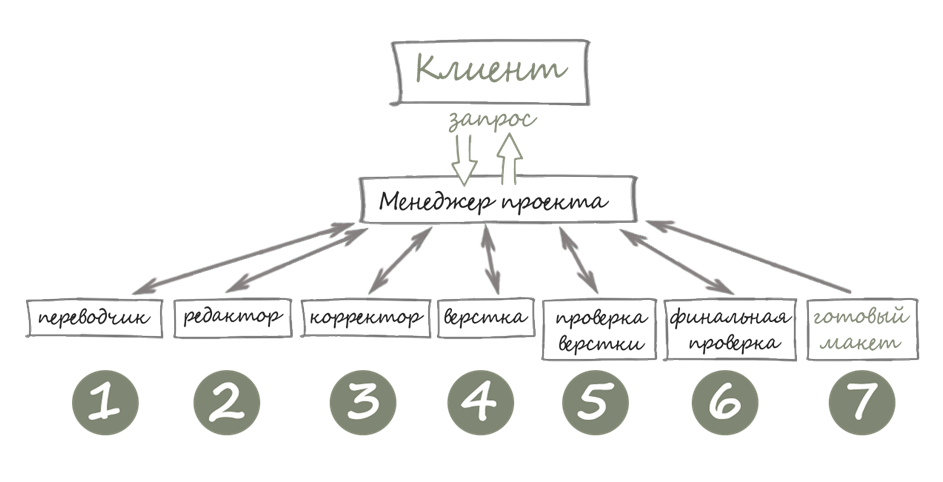 Клиент
запрос
Менеджер проекта
переводчик
редактор
корректор
верстка
проверка
верстки
финальная
проверка
готовый
макет
1
2
3
4
5
6
7